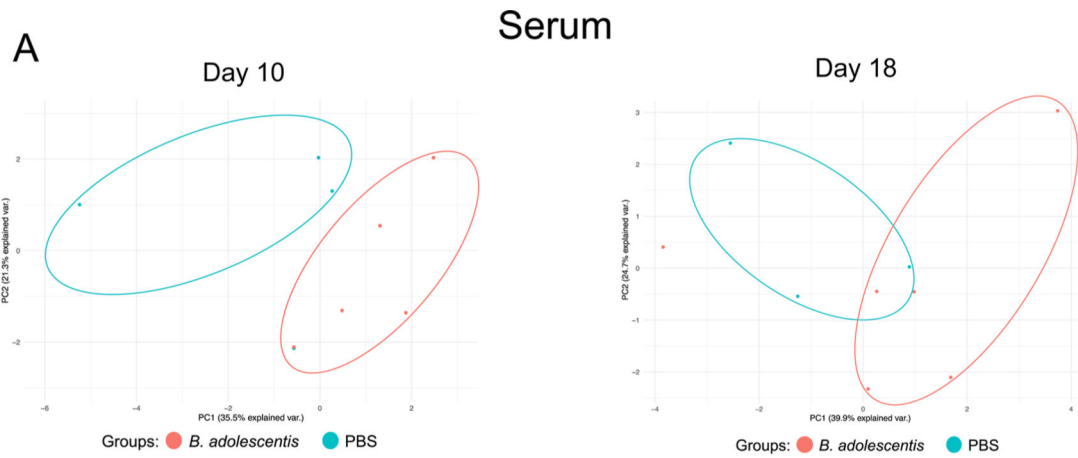 Serum
A
Day 10
PC2 (21.3% explained var.)
2
0
−2
−6
−4
−2
0
2
PC1 (35.5% explained var.)
Groups: B. adolescentis PBS
Day 18
PC2 (24.7% explained var.)
3
2
1
0
−1
−2
−4
−2
0
2
4
PC1 (39.9% explained var.)
Groups: B. adolescentis PBS